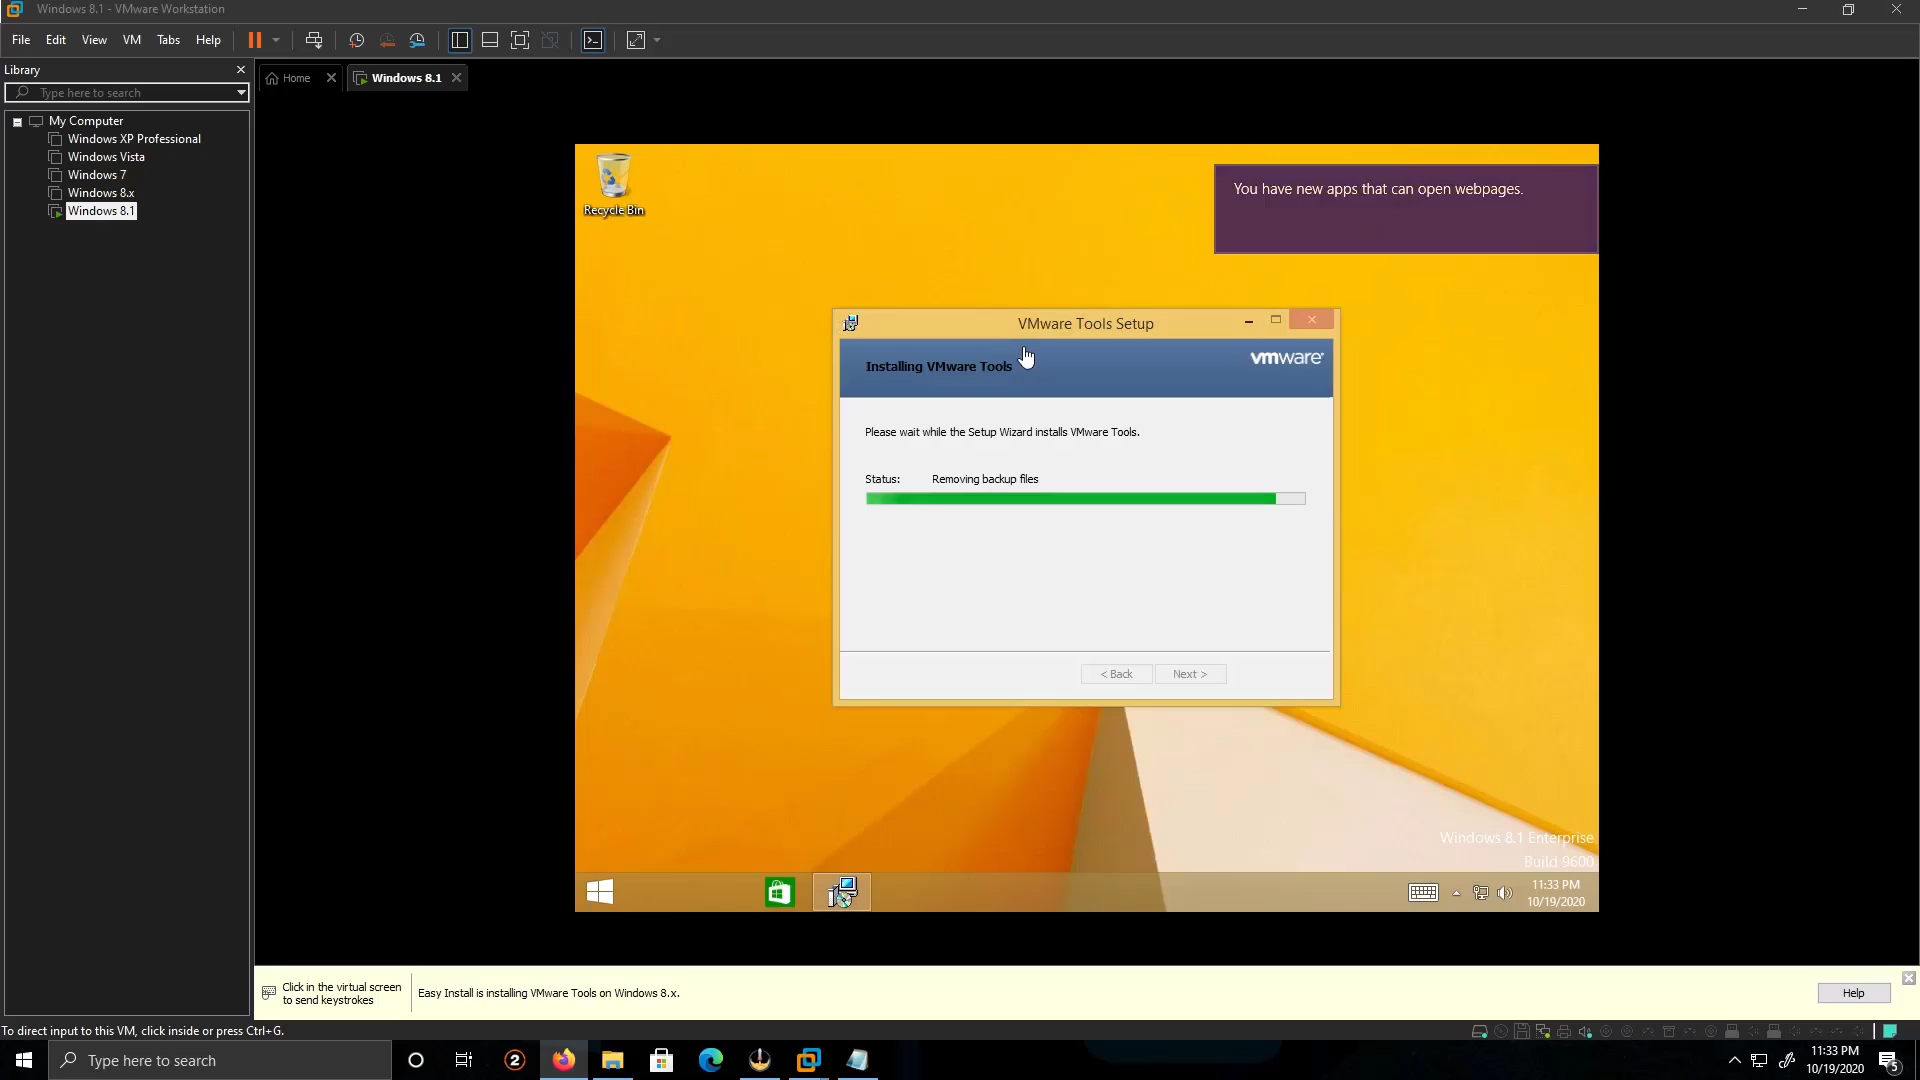 Windows 8.1 - VMware Workstation
File Edit View VM Tabs Help
Library
Type here to search
Home
Windows 8.1
My Computer
Windows XP Professional
Windows Vista
Windows 7
Windows 8.x
Windows 8.1
Recycle Bin
You have new apps that can open webpages.
VMware Tools Setup
Installing VMware Tools
vmware
Please wait while the Setup Wizard installs VMware Tools.
Status: Removing backup files
< Back Next >
Windows 8.1 Enterprise
Build 9600
11:33 PM
10/19/2020
Click in the virtual screen
to send keystrokes
Easy Install is installing VMware Tools on Windows 8.x.
Help
To direct input to this VM, click inside or press Ctrl+G.
Type here to search
2
11:33 PM
10/19/2020
5